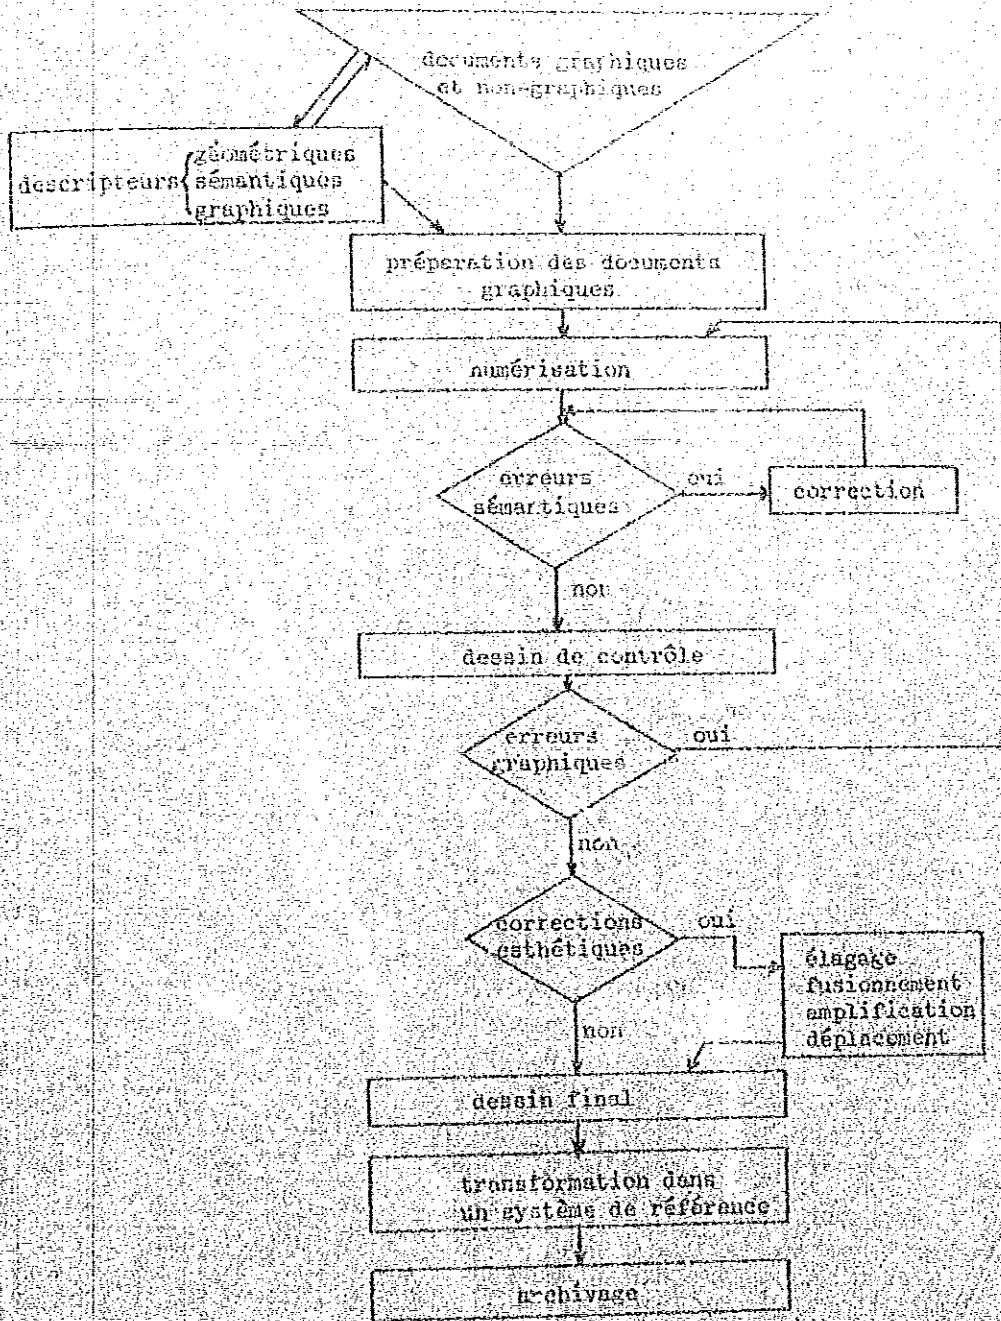 documents graphiques
et non-graphiques
géométriques
descripteurs{sémantiques
graphiques
préparation des documents
graphiques
numérisation
erreurs
sémantiques
oui
correction
non
dessin de contrôle
erreurs
graphiques
oui
non
corrections
esthétiques
oui
élagage
fusionnement
amplification
déplacement
non
dessin final
transformation dans
un système de référence
archivage